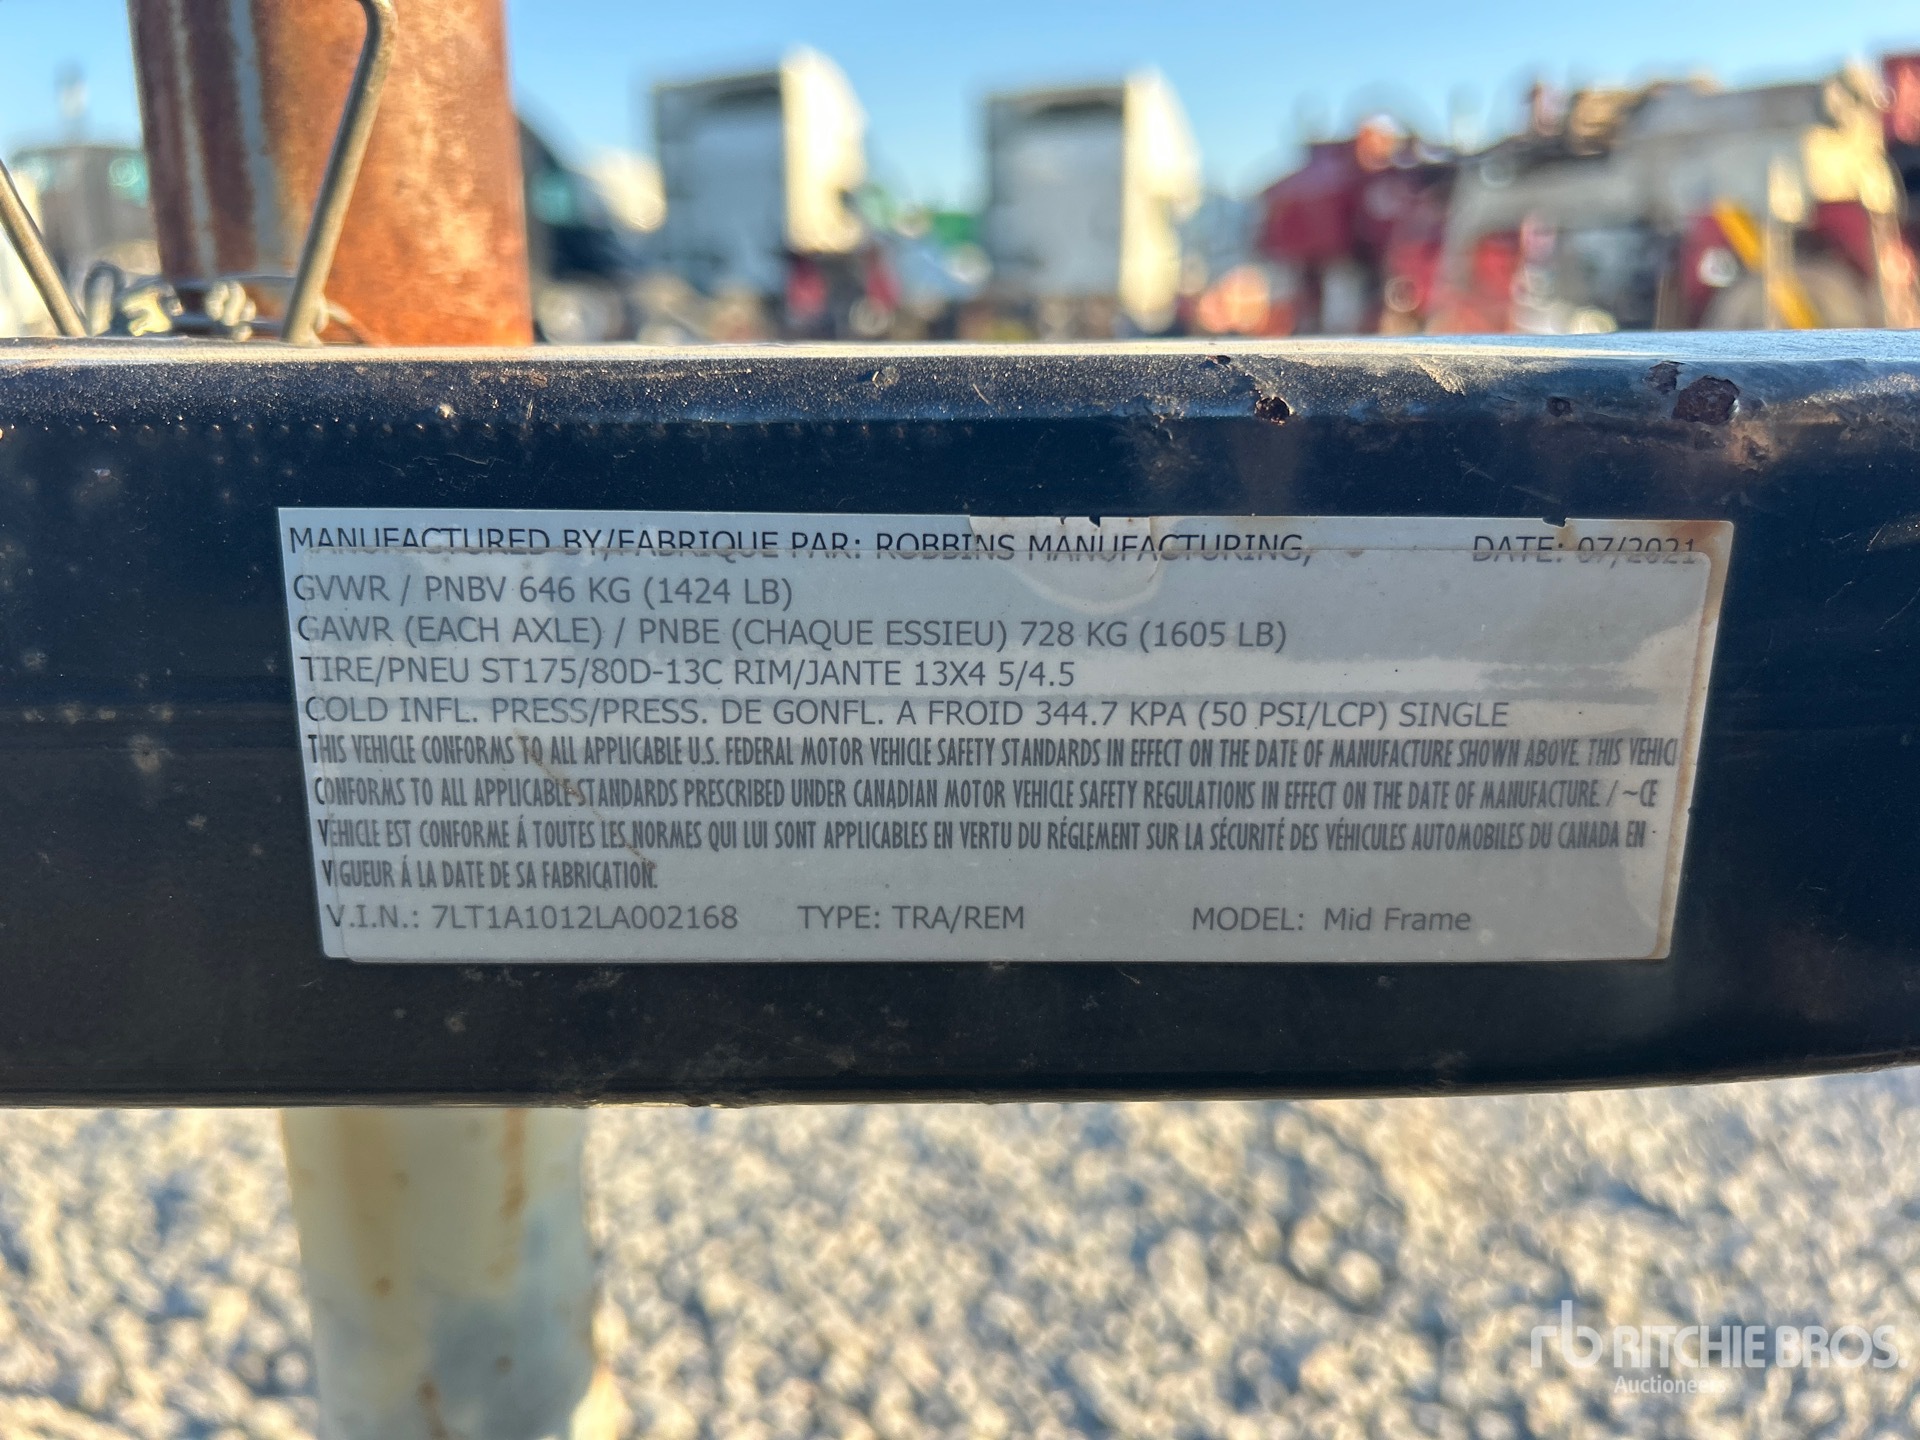 MANUFACTURED BY/FABRIQUE PAR: ROBBINS MANUFACTURING, DATE: 07/2021
GVWR / PNBV 646 KG (1424 LB)
GAWR (EACH AXLE) / PNBE (CHAQUE ESSIEU) 728 KG (1605 LB)
TIRE/PNEU ST175/80D-13C RIM/JANTE 13X4 5/4.5
COLD INFL. PRESS/PRESS. DE GONFL. A FROID 344.7 KPA (50 PSI/LCP) SINGLE
THIS VEHICLE CONFORMS TO ALL APPLICABLE U.S. FEDERAL MOTOR VEHICLE SAFETY STANDARDS IN EFFECT ON THE DATE OF MANUFACTURE SHOWN ABOVE. THIS VEHICL
CONFORMS TO ALL APPLICABLE STANDARDS PRESCRIBED UNDER CANADIAN MOTOR VEHICLE SAFETY REGULATIONS IN EFFECT ON THE DATE OF MANUFACTURE. / ~CE
VÉHICLE EST CONFORME Á TOUTES LES NORMES QUI LUI SONT APPLICABLES EN VERTU DU RÉGLEMENT SUR LA SÉCURITÉ DES VÉHICULES AUTOMOBILES DU CANADA EN
VIGUEUR Á LA DATE DE SA FABRICATION.
V.I.N.: 7LT1A1012LA002168 TYPE: TRA/REM MODEL: Mid Frame
rb RITCHIE BROS.
Auctioneers